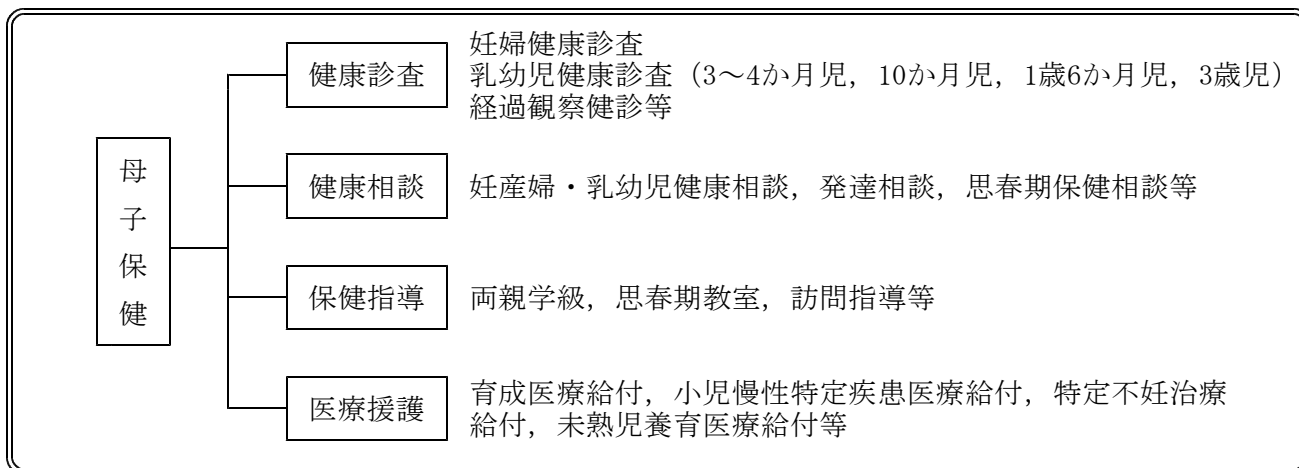 母子保健
健康診査
妊婦健康診査
乳幼児健康診査（3～4か月児，10か月児，1歳6か月児，3歳児）
経過観察健診等
健康相談
妊産婦・乳幼児健康相談，発達相談，思春期保健相談等
保健指導
両親学級，思春期教室，訪問指導等
医療援護
育成医療給付，小児慢性特定疾患医療給付，特定不妊治療
給付，未熟児養育医療給付等